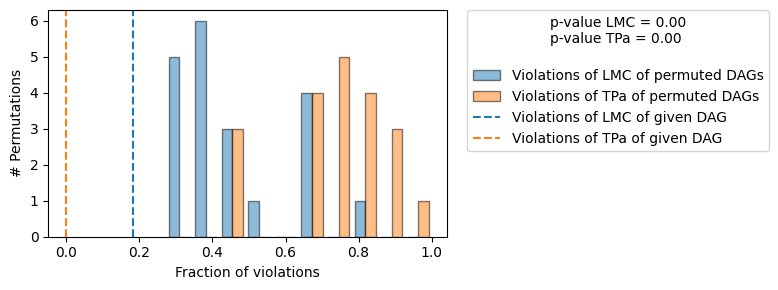 6
5
4
3
2
1
0
# Permutations
0.0 0.2 0.4 0.6 0.8 1.0
Fraction of violations
p-value LMC = 0.00
p-value TPa = 0.00
Violations of LMC of permuted DAGs
Violations of TPa of permuted DAGs
Violations of LMC of given DAG
Violations of TPa of given DAG